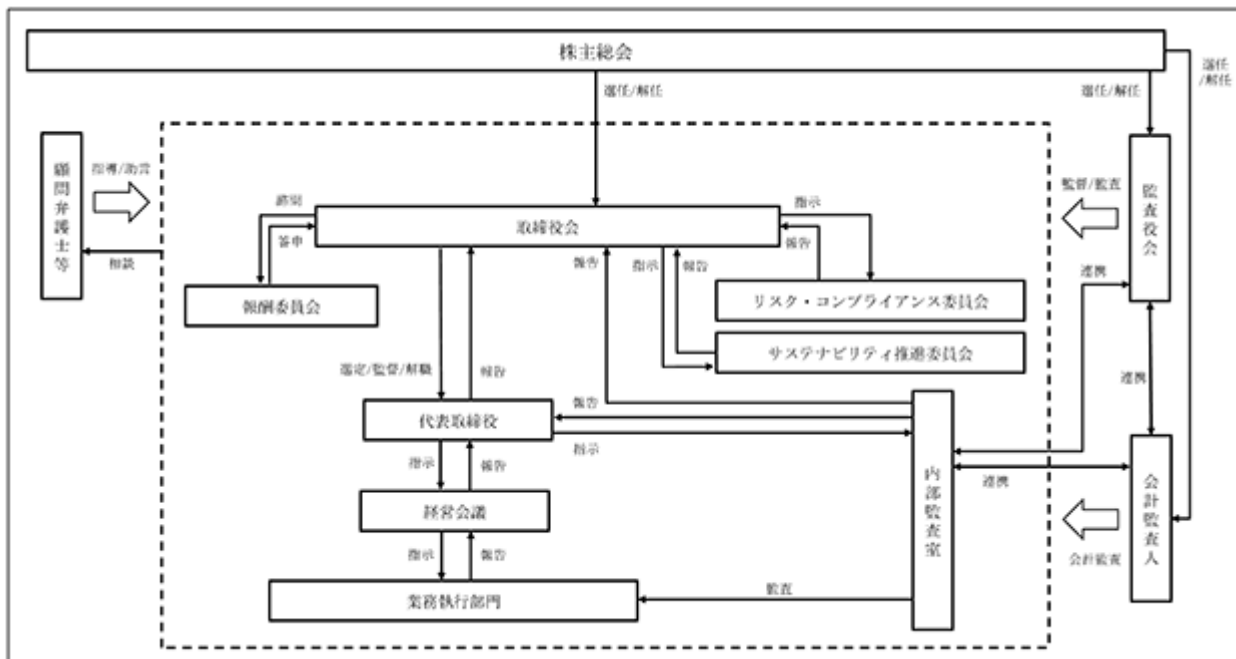 株主総会
選任/解任
選任/解任
選任
/解任
顧問弁護士等
指導/助言
相談
監査役会
監督/監査
諮問
答申
取締役会
指示
報告
報酬委員会
報告
指示
報告
リスク・コンプライアンス委員会
サステナビリティ推進委員会
連携
連携
選定/監督/解職
報告
代表取締役
報告
指示
指示
報告
内部監査室
連携
会計監査人
会計監査
経営会議
指示
報告
業務執行部門
監査